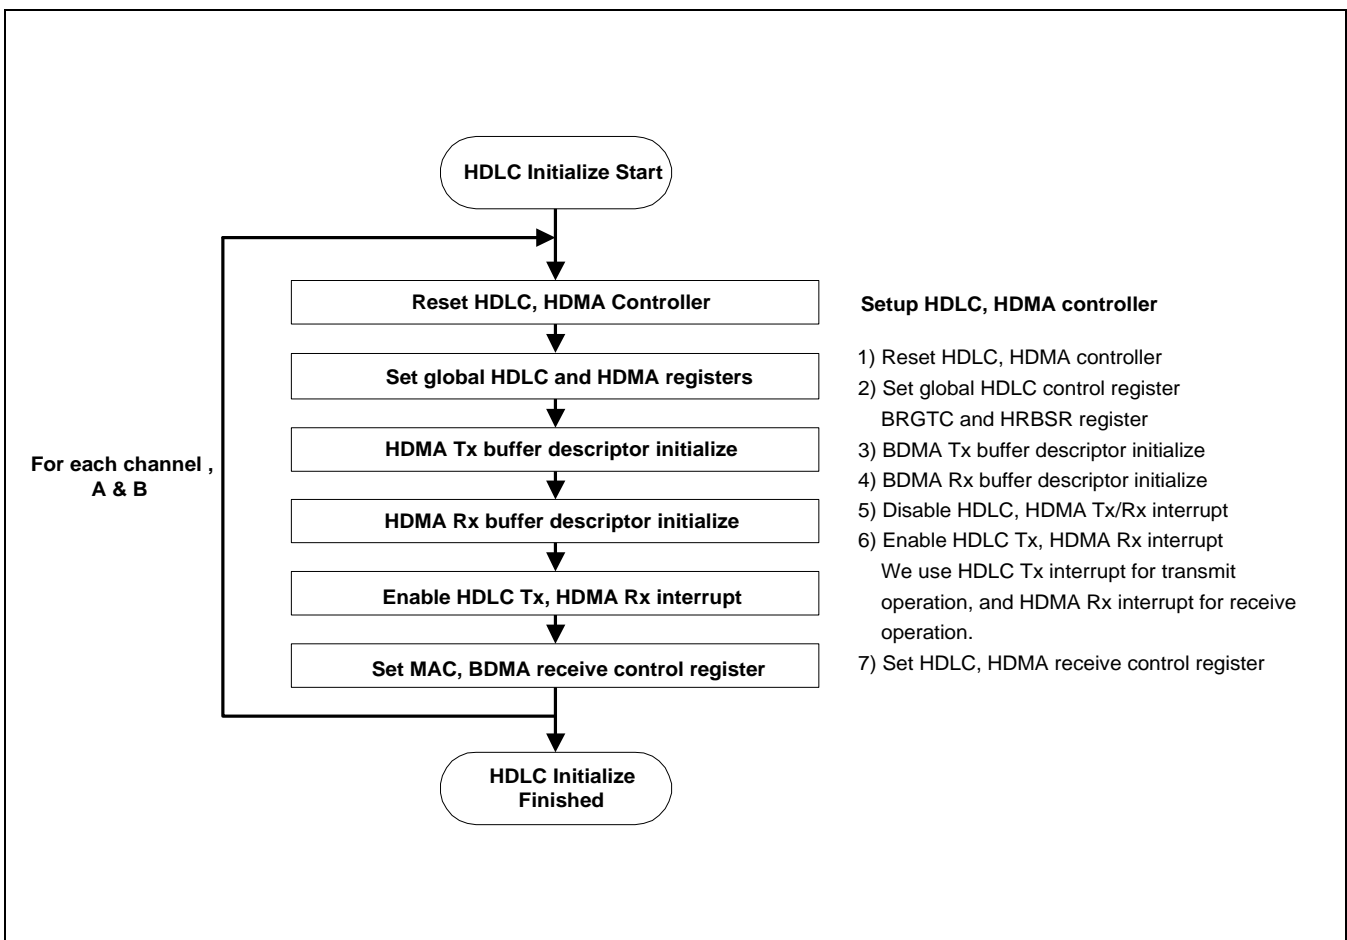 HDLC Initialize Start
Reset HDLC, HDMA Controller
Set global HDLC and HDMA registers
HDMA Tx buffer descriptor initialize
HDMA Rx buffer descriptor initialize
Enable HDLC Tx, HDMA Rx interrupt
Set MAC, BDMA receive control register
HDLC Initialize
Finished
For each channel ,
A & B
Setup HDLC, HDMA controller
1) Reset HDLC, HDMA controller
2) Set global HDLC control register
BRGTC and HRBSR register
3) BDMA Tx buffer descriptor initialize
4) BDMA Rx buffer descriptor initialize
5) Disable HDLC, HDMA Tx/Rx interrupt
6) Enable HDLC Tx, HDMA Rx interrupt
We use HDLC Tx interrupt for transmit
operation, and HDMA Rx interrupt for receive
operation.
7) Set HDLC, HDMA receive control register